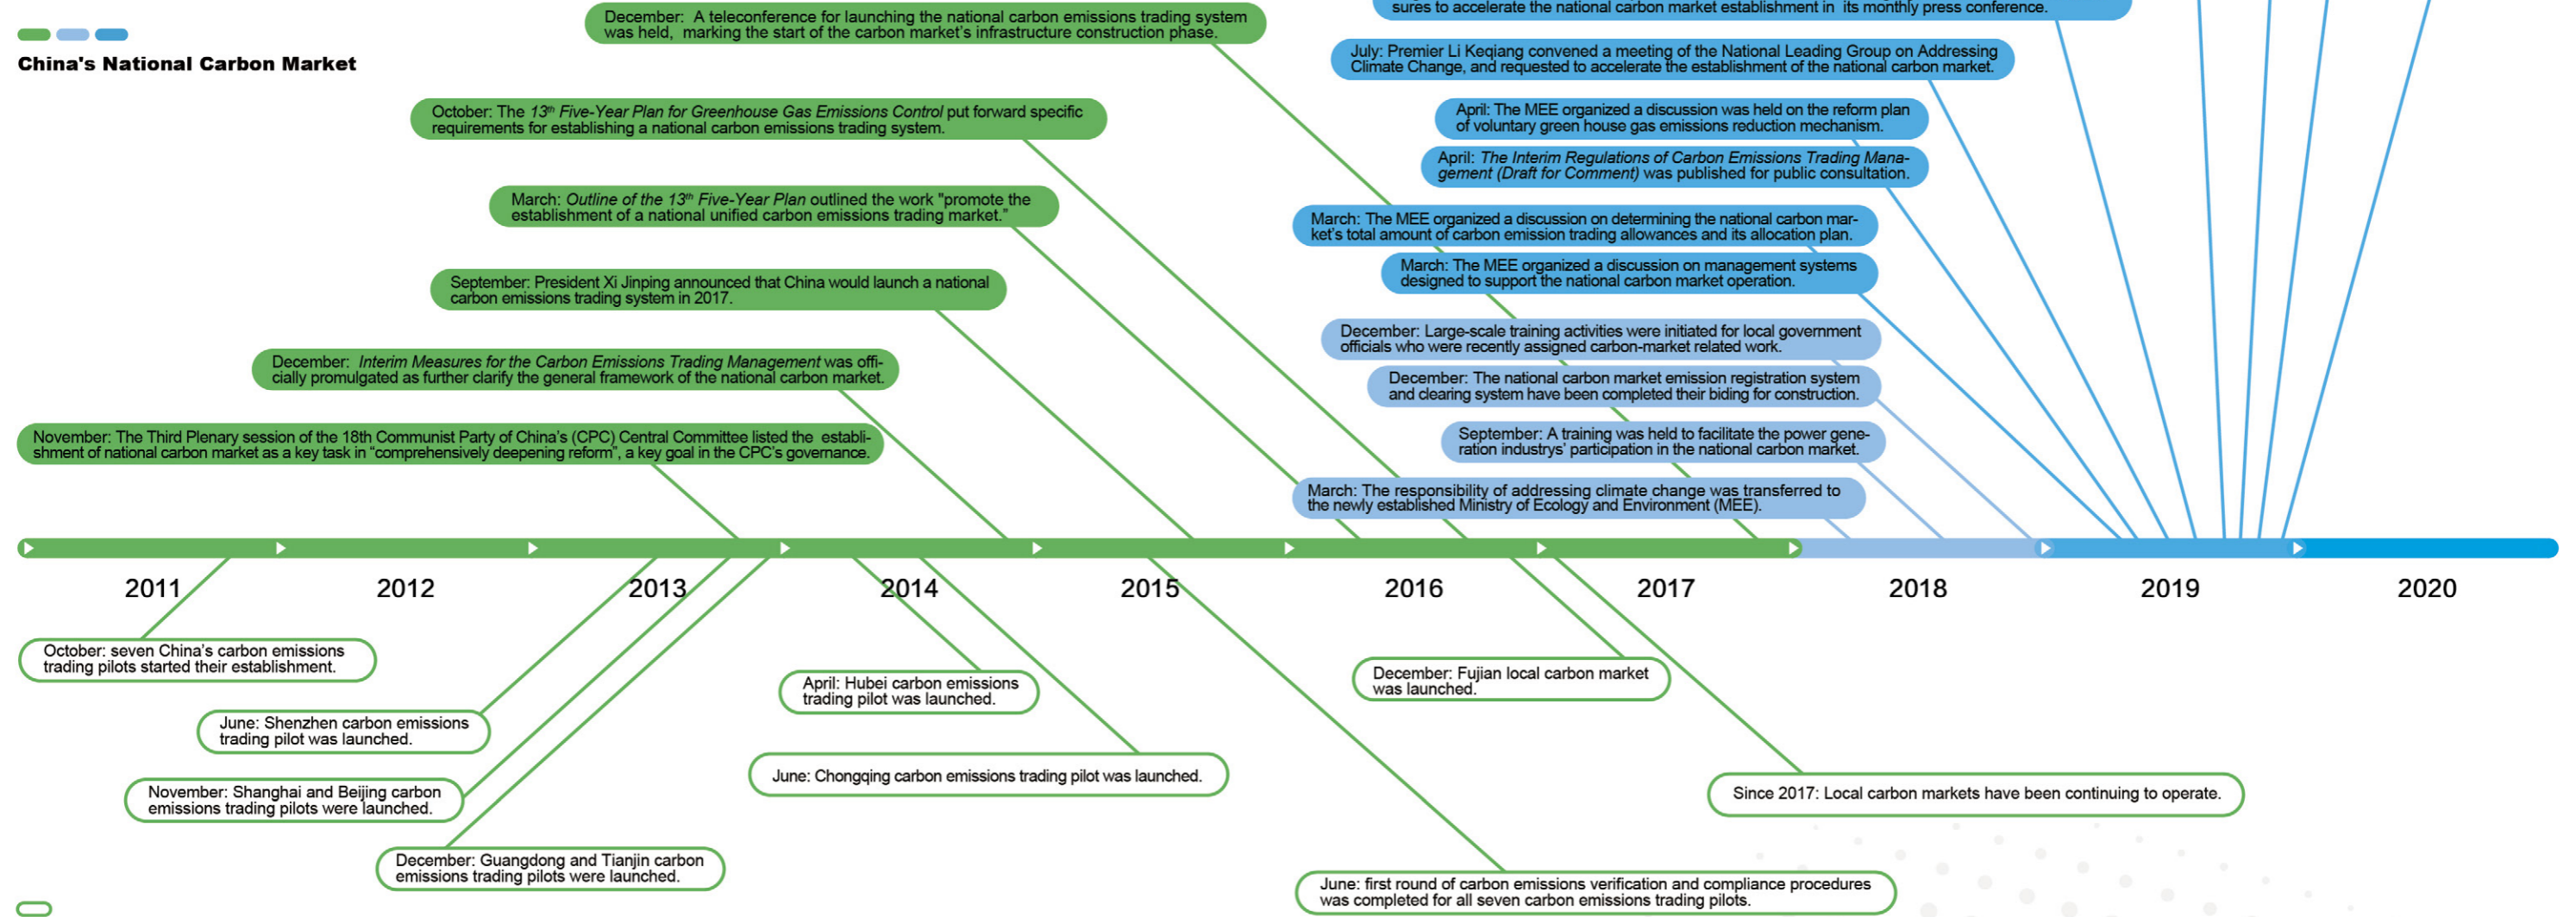 December: A teleconference for launching the national carbon emissions trading system
was held, marking the start of the carbon market's infrastructure construction phase.
sures to accelerate the national carbon market establishment in its monthly press conference.
China's National Carbon Market
July: Premier Li Keqiang convened a meeting of the National Leading Group on Addressing
Climate Change, and requested to accelerate the establishment of the national carbon market.
October: The 13th Five-Year Plan for Greenhouse Gas Emissions Control put forward specific
requirements for establishing a national carbon emissions trading system.
April: The MEE organized a discussion was held on the reform plan
of voluntary green house gas emissions reduction mechanism.
April: The Interim Regulations of Carbon Emissions Trading Mana-
gement (Draft for Comment) was published for public consultation.
March: Outline of the 13th Five-Year Plan outlined the work "promote the
establishment of a national unified carbon emissions trading market."
March: The MEE organized a discussion on determining the national carbon mar-
ket's total amount of carbon emission trading allowances and its allocation plan.
March: The MEE organized a discussion on management systems
designed to support the national carbon market operation.
September: President Xi Jinping announced that China would launch a national
carbon emissions trading system in 2017.
December: Large-scale training activities were initiated for local government
officials who were recently assigned carbon-market related work.
December: Interim Measures for the Carbon Emissions Trading Management was offi-
cially promulgated as further clarify the general framework of the national carbon market.
December: The national carbon market emission registration system
and clearing system have been completed their biding for construction.
November: The Third Plenary session of the 18th Communist Party of China's (CPC) Central Committee listed the establi-
shment of national carbon market as a key task in “comprehensively deepening reform”, a key goal in the CPC's governance.
September: A training was held to facilitate the power gene-
ration industrys' participation in the national carbon market.
March: The responsibility of addressing climate change was transferred to
the newly established Ministry of Ecology and Environment (MEE).
2011 2012 2013 2014 2015 2016 2017 2018 2019 2020
October: seven China's carbon emissions
trading pilots started their establishment.
June: Shenzhen carbon emissions
trading pilot was launched.
November: Shanghai and Beijing carbon
emissions trading pilots were launched.
December: Guangdong and Tianjin carbon
emissions trading pilots were launched.
April: Hubei carbon emissions
trading pilot was launched.
June: Chongqing carbon emissions trading pilot was launched.
June: first round of carbon emissions verification and compliance procedures
was completed for all seven carbon emissions trading pilots.
December: Fujian local carbon market
was launched.
Since 2017: Local carbon markets have been continuing to operate.